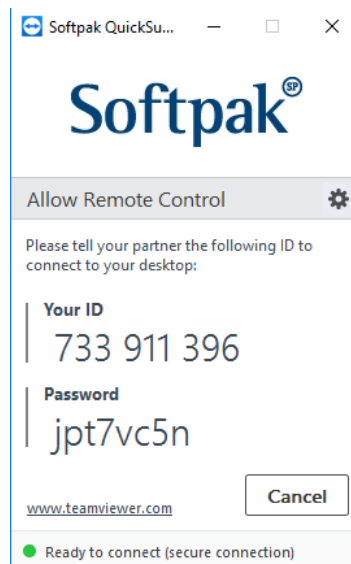 Softpak QuickSu...
Softpak®
SP
Allow Remote Control
Please tell your partner the following ID to
connect to your desktop:
Your ID
733 911 396
Password
jpt7vc5n
www.teamviewer.com
Cancel
Ready to connect (secure connection)